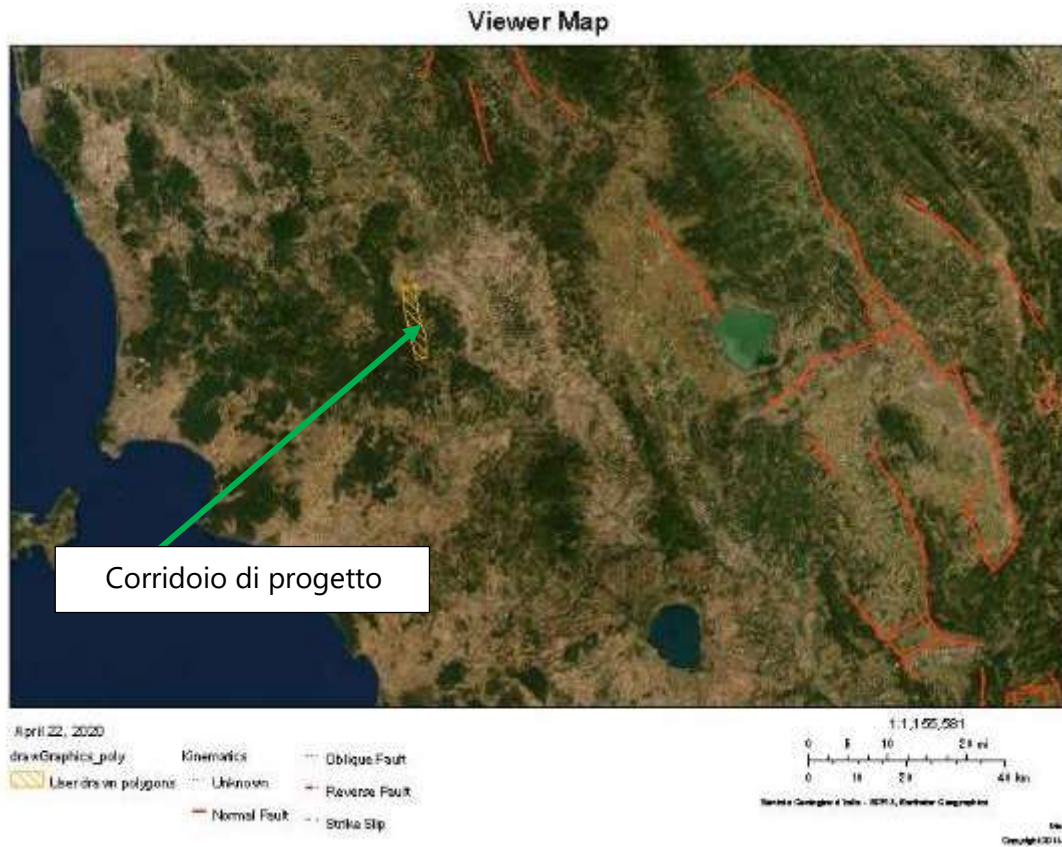 Viewer Map
Corridoio di progetto
April 22, 2020
drawGraphics_poly
User drawn polygons
Kinematics
Unknown
Normal Fault
Oblique Fault
Reverse Fault
Strike Slip
1:1,155,581
0 5 10 20 mi
0 10 20 40 km